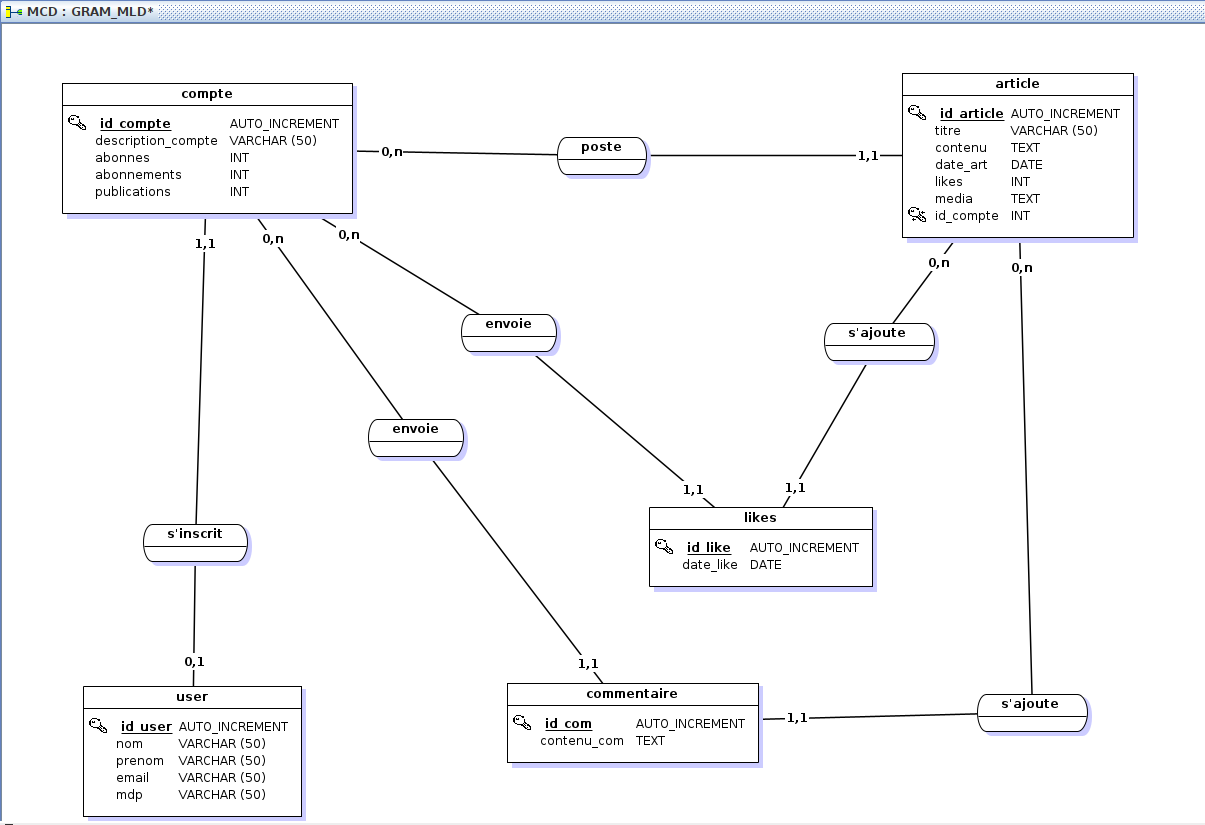 MCD : GRAM_MLD*
compte
id_compte AUTO_INCREMENT
description_compte VARCHAR (50)
abonnes INT
abonnements INT
publications INT
0,n
poste
1,1
article
id_article AUTO_INCREMENT
titre VARCHAR (50)
contenu TEXT
date_art DATE
likes INT
media TEXT
id_compte INT
1,1
0,n
0,n
0,n
0,n
envoie
s'ajoute
envoie
1,1
1,1
likes
id_like AUTO_INCREMENT
date_like DATE
s'inscrit
0,1
1,1
user
id_user AUTO_INCREMENT
nom VARCHAR (50)
prenom VARCHAR (50)
email VARCHAR (50)
mdp VARCHAR (50)
commentaire
id_com AUTO_INCREMENT
contenu_com TEXT
1,1
s'ajoute